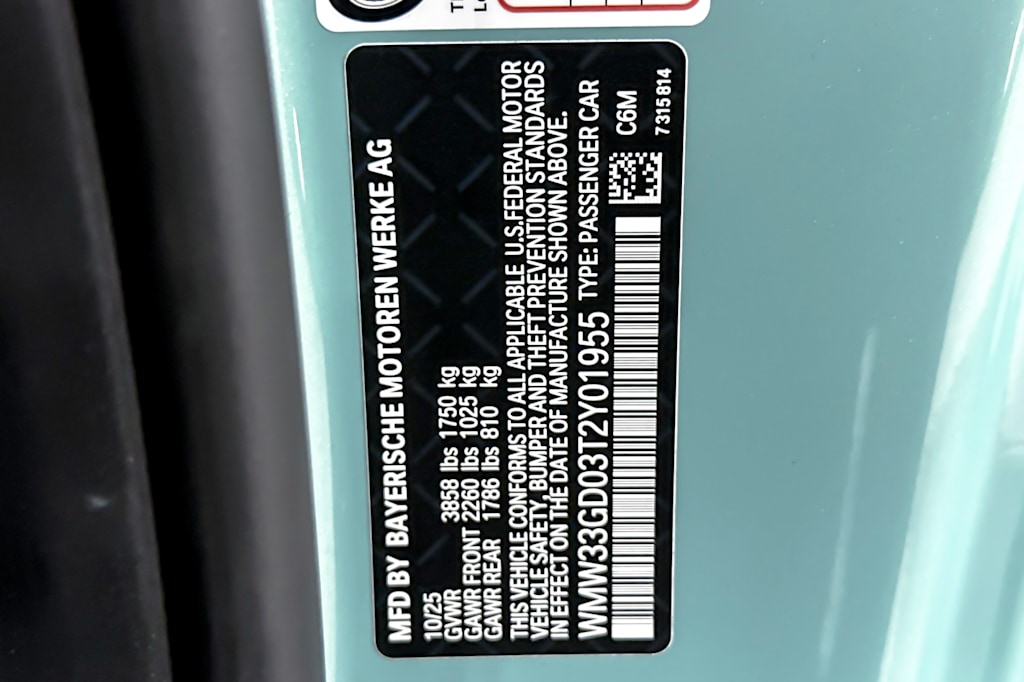 MFD BY BAYERISCHE MOTOREN WERKE AG
10/25
GVWR 3858 lbs 1750 kg
GAWR FRONT 2260 lbs 1025 kg
GAWR REAR 1786 lbs 810 kg
THIS VEHICLE CONFORMS TO ALL APPLICABLE U.S.FEDERAL MOTOR
VEHICLE SAFETY, BUMPER AND THEFT PREVENTION STANDARDS
IN EFFECT ON THE DATE OF MANUFACTURE SHOWN ABOVE.
WMW33GD03T2Y01955 TYPE: PASSENGER CAR
C6M
7315814